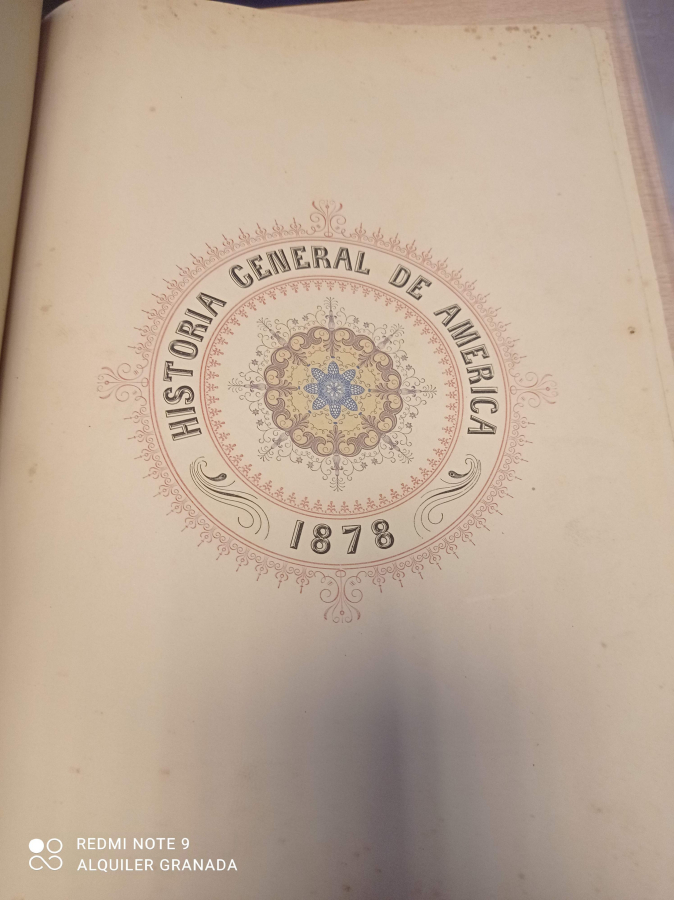 HISTORIA GENERAL DE AMERICA
1878
REDMI NOTE 9
ALQUILER GRANADA